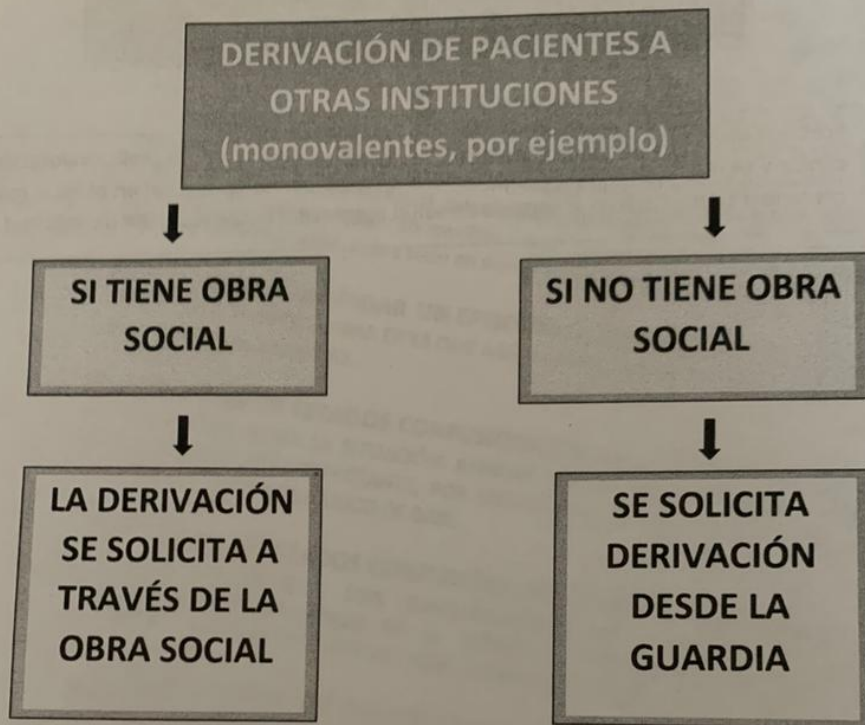 DERIVACIÓN DE PACIENTES A
OTRAS INSTITUCIONES
(monovalentes, por ejemplo)
SI TIENE OBRA
SOCIAL
SI NO TIENE OBRA
SOCIAL
LA DERIVACIÓN
SE SOLICITA A
TRAVÉS DE LA
OBRA SOCIAL
SE SOLICITA
DERIVACIÓN
DESDE LA
GUARDIA